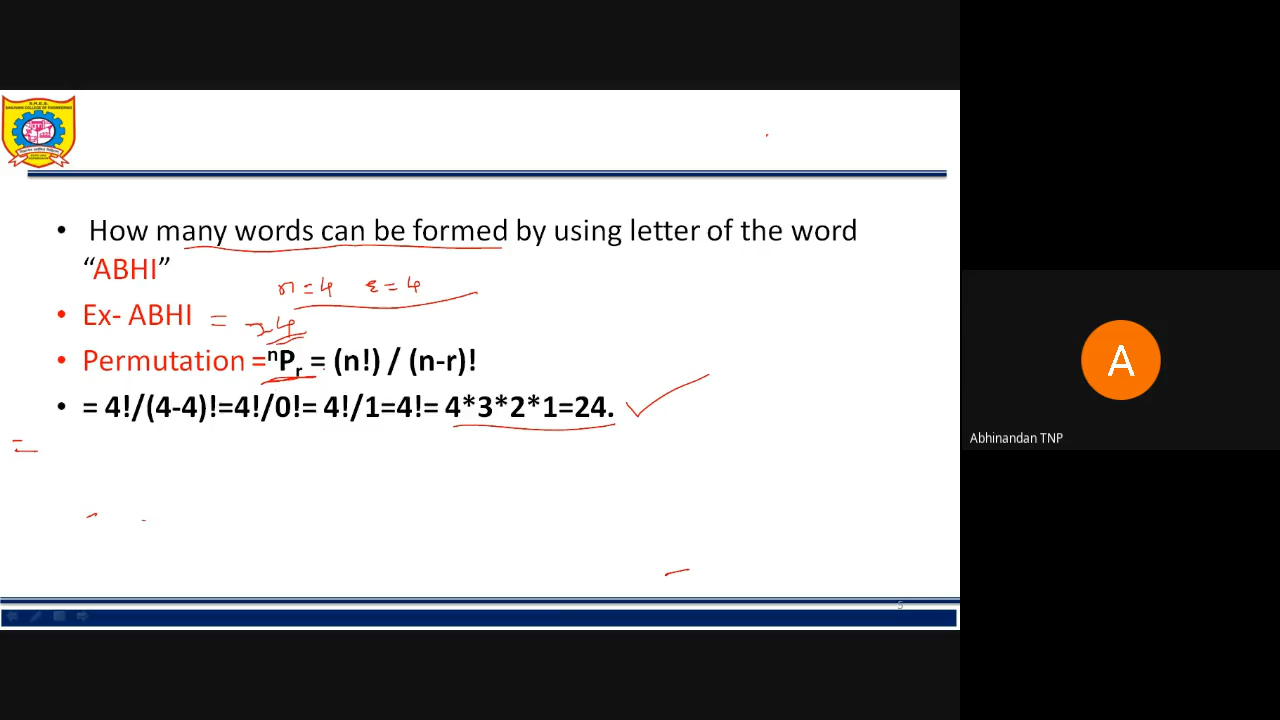 • How many words can be formed by using letter of the word
“ABHI”
n=4 r=4
• Ex- ABHI = 24
• Permutation =ⁿPᵣ = (n!) / (n-r)!
• = 4!/(4-4)!=4!/0!= 4!/1=4!= 4*3*2*1=24.
5
A
Abhinandan TNP